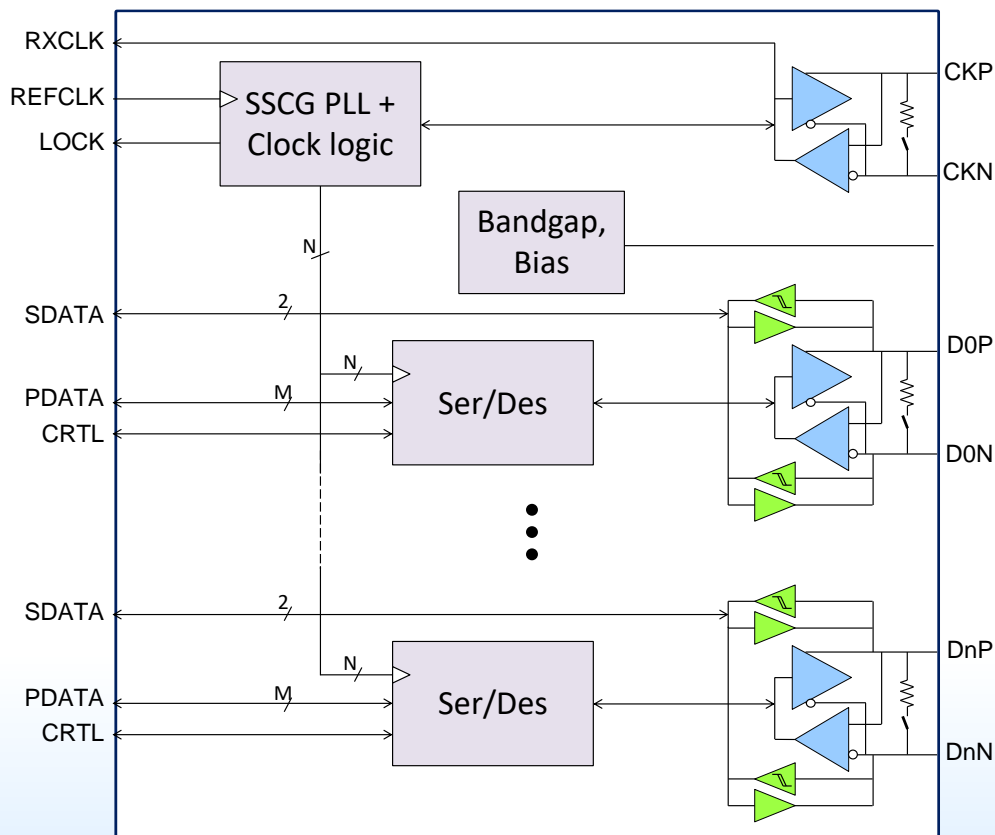 RXCLK
REFCLK
LOCK
SSCG PLL +
Clock logic
CKP
CKN
N
Bandgap,
Bias
SDATA
2
N
PDATA
M
CRTL
Ser/Des
D0P
D0N
SDATA
2
N
PDATA
M
CRTL
Ser/Des
DnP
DnN